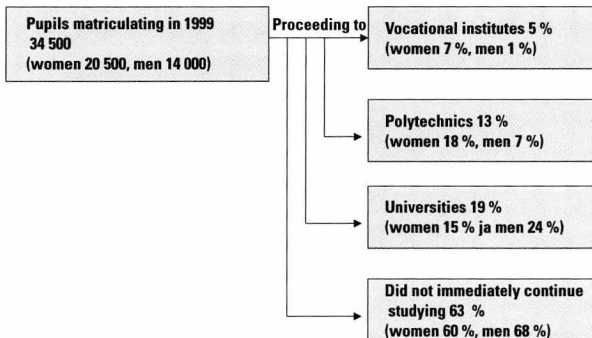 Pupils matriculating in 1999
34 500
(women 20 500, men 14 000)
Proceeding to
Vocational institutes 5 %
(women 7 %, men 1 %)
Polytechnics 13 %
(women 18 %, men 7 %)
Universities 19 %
(women 15 % ja men 24 %)
Did not immediately continue
studying 63 %
(women 60 %, men 68 %)